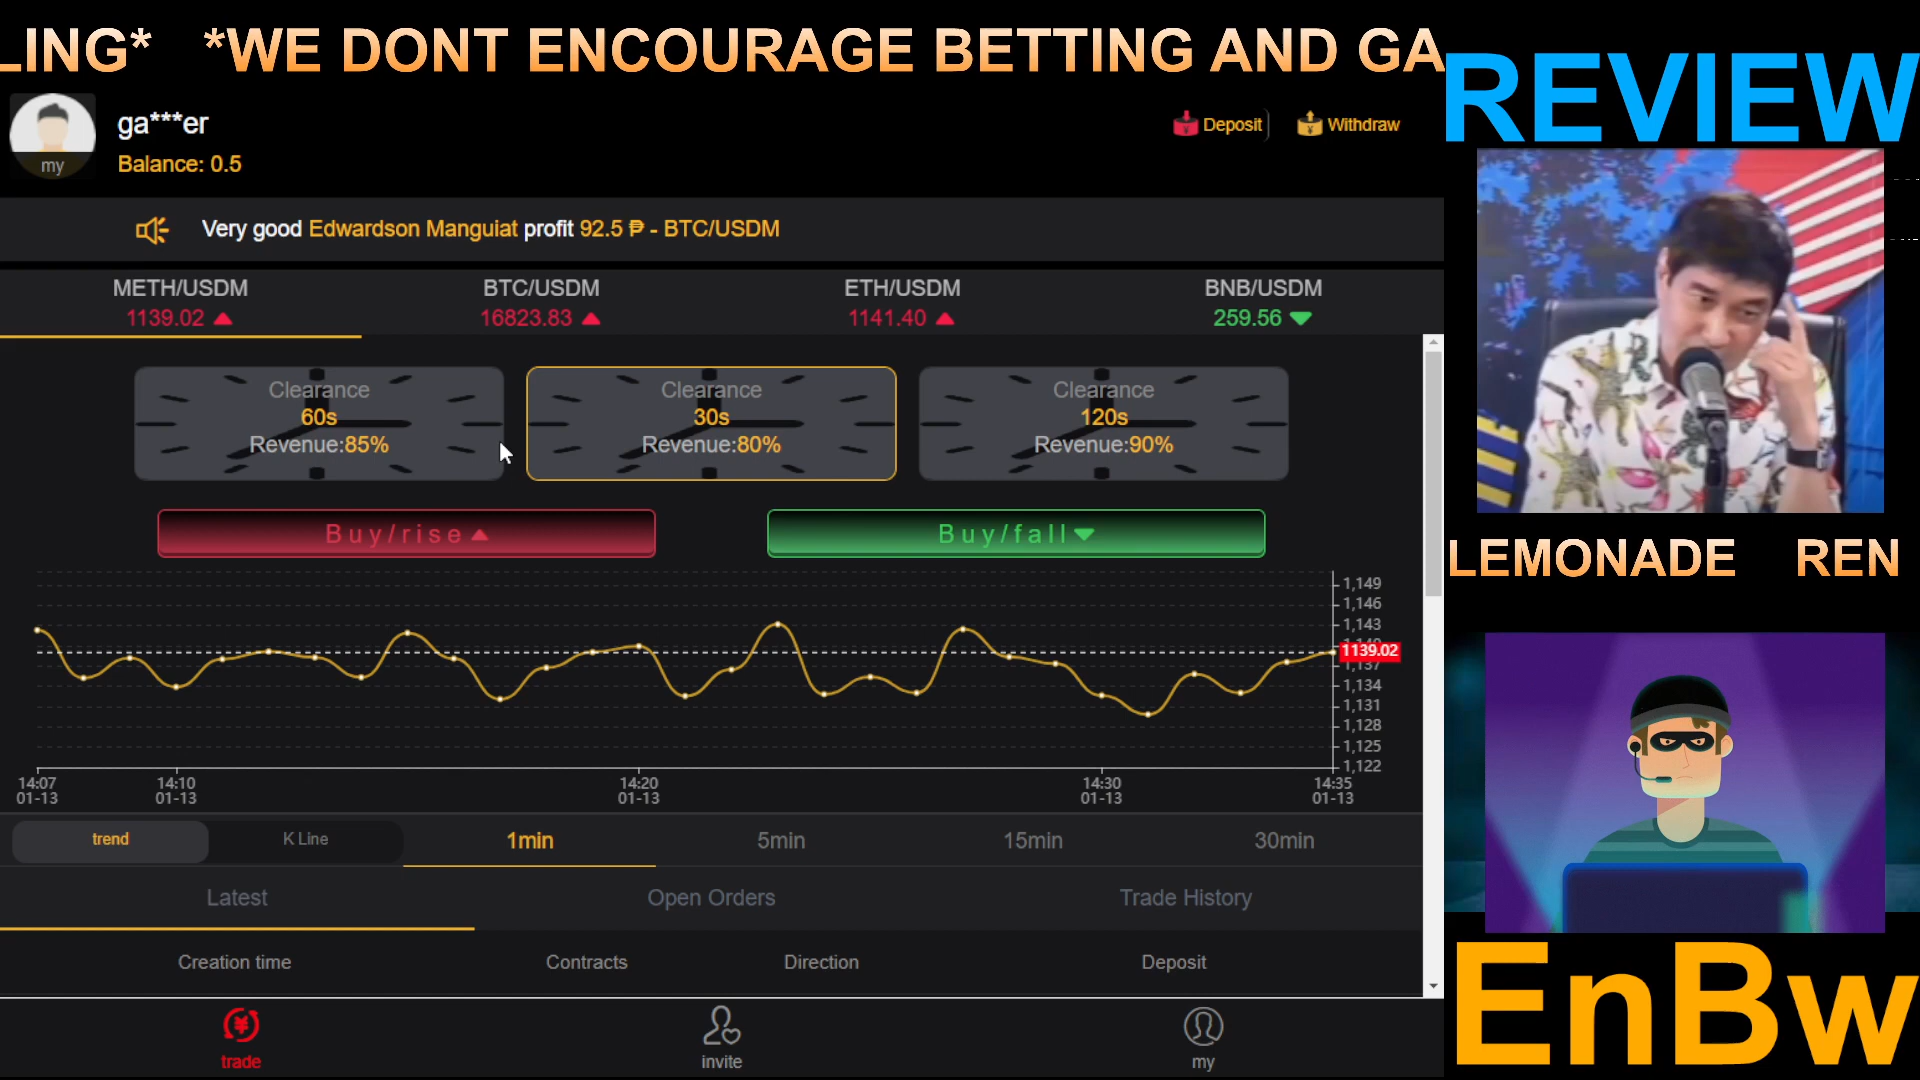 LING* *WE DONT ENCOURAGE BETTING AND GA
REVIEW
ga***er
my
Balance: 0.5
Deposit
Withdraw
Very good Edwardson Manguiat profit 92.5 ₱ - BTC/USDM
METH/USDM
1139.02
BTC/USDM
16823.83
ETH/USDM
1141.40
BNB/USDM
259.56
Clearance
60s
Revenue:85%
Clearance
30s
Revenue:80%
Clearance
120s
Revenue:90%
Buy/rise
Buy/fall
LEMONADE REN
1,149
1,146
1,143
1139.02
1,137
1,134
1,131
1,128
1,125
1,122
14:07
01-13
14:10
01-13
14:20
01-13
14:30
01-13
14:35
01-13
trend
K Line
1min
5min
15min
30min
Latest
Open Orders
Trade History
Creation time
Contracts
Direction
Deposit
trade
invite
my
EnBw